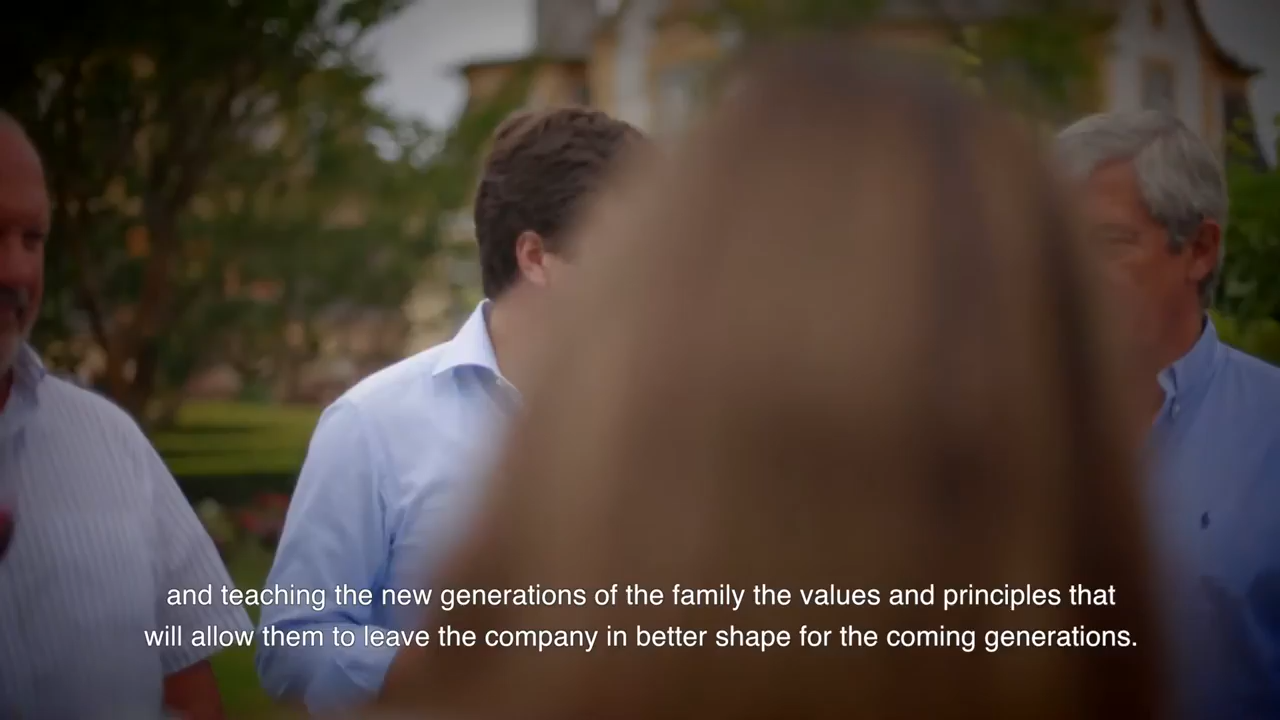 and teaching the new generations of the family the values and principles that
will allow them to leave the company in better shape for the coming generations.